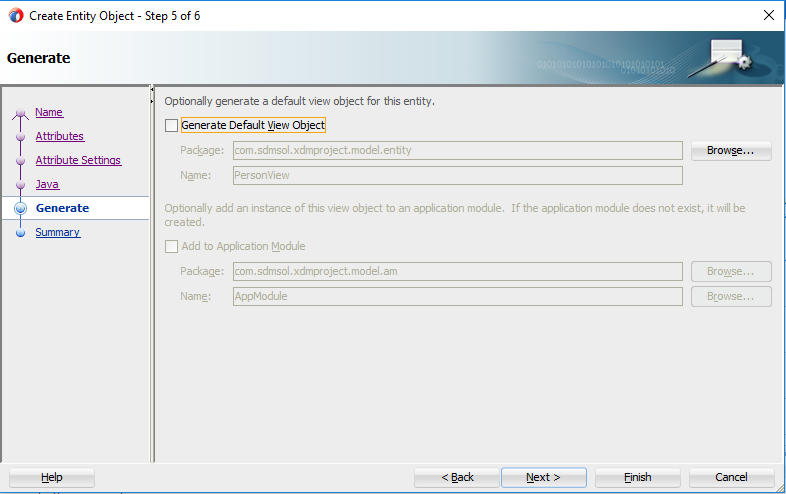 Create Entity Object - Step 5 of 6
Generate
010101010101010101010101
01010101010
Name
Attributes
Attribute Settings
Java
Generate
Summary
Optionally generate a default view object for this entity.
Generate Default View Object
Package: com.sdmsol.xdmproject.model.entity Browse...
Name: PersonView
Optionally add an instance of this view object to an application module. If the application module does not exist, it will be
created.
Add to Application Module
Package: com.sdmsol.xdmproject.model.am Browse...
Name: AppModule Browse...
Help < Back Next > Finish Cancel